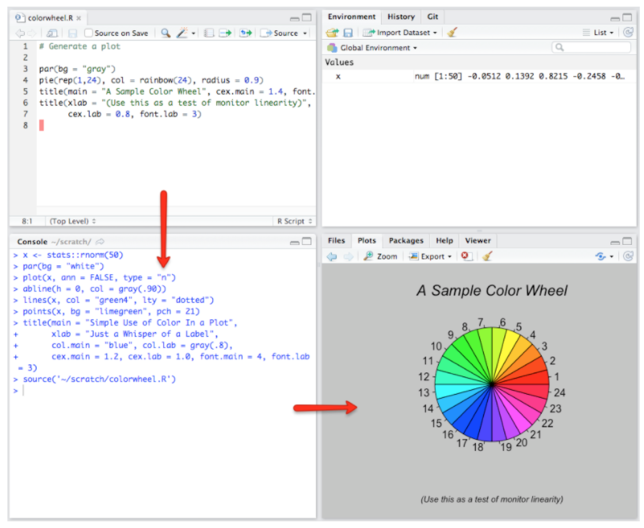 colorwheel.R ×
Source on Save
Source
1 # Generate a plot
2
3 par(bg = "gray")
4 pie(rep(1,24), col = rainbow(24), radius = 0.9)
5 title(main = "A Sample Color Wheel", cex.main = 1.4, font.
6 title(xlab = "(Use this as a test of monitor linearity)",
7 cex.lab = 0.8, font.lab = 3)
8
8:1 (Top Level) R Script
Environment History Git
Import Dataset List
Global Environment
Values
x num [1:50] -0.0512 0.1392 0.8215 -0.2458 -0…
Console ~/scratch/
> x <- stats::rnorm(50)
> par(bg = "white")
> plot(x, ann = FALSE, type = "n")
> abline(h = 0, col = gray(.90))
> lines(x, col = "green4", lty = "dotted")
> points(x, bg = "limegreen", pch = 21)
> title(main = "Simple Use of Color In a Plot",
+ xlab = "Just a Whisper of a Label",
+ col.main = "blue", col.lab = gray(.8),
+ cex.main = 1.2, cex.lab = 1.0, font.main = 4, font.lab
= 3)
> source('~/scratch/colorwheel.R')
>
Files Plots Packages Help Viewer
Zoom Export
A Sample Color Wheel
1
2
3
4
5
6
7
8
9
10
11
12
13
14
15
16
17
18
19
20
21
22
23
24
(Use this as a test of monitor linearity)